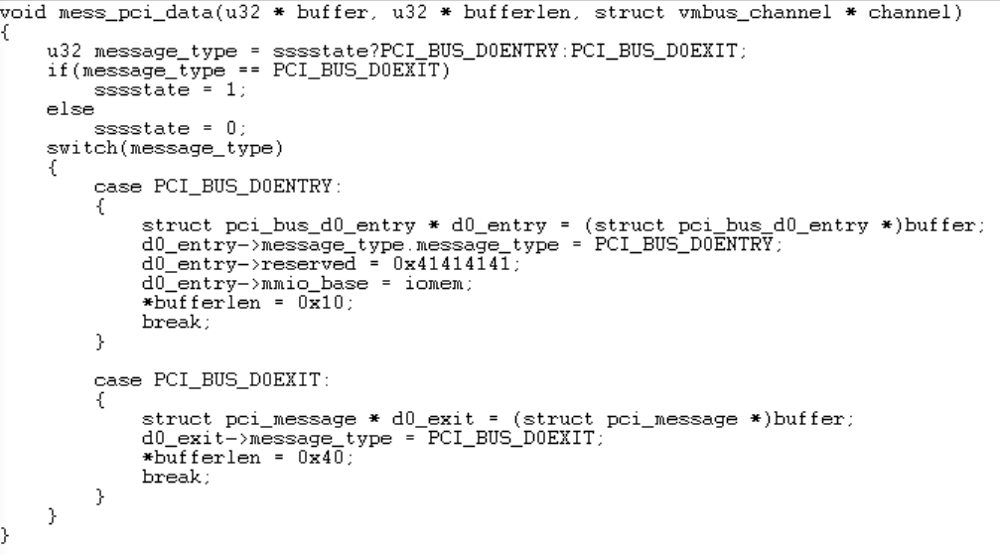 void mess_pci_data(u32 * buffer, u32 * bufferlen, struct vmbus_channel * channel)
{
    u32 message_type = sssstate?PCI_BUS_D0ENTRY:PCI_BUS_D0EXIT;
    if(message_type == PCI_BUS_D0EXIT)
        sssstate = 1;
    else
        sssstate = 0;
    switch(message_type)
    {
        case PCI_BUS_D0ENTRY:
        {
            struct pci_bus_d0_entry * d0_entry = (struct pci_bus_d0_entry *)buffer;
            d0_entry->message_type.message_type = PCI_BUS_D0ENTRY;
            d0_entry->reserved = 0x41414141;
            d0_entry->mmio_base = iomem;
            *bufferlen = 0x10;
            break;
        }

        case PCI_BUS_D0EXIT:
        {
            struct pci_message * d0_exit = (struct pci_message *)buffer;
            d0_exit->message_type = PCI_BUS_D0EXIT;
            *bufferlen = 0x40;
            break;
        }
    }
}